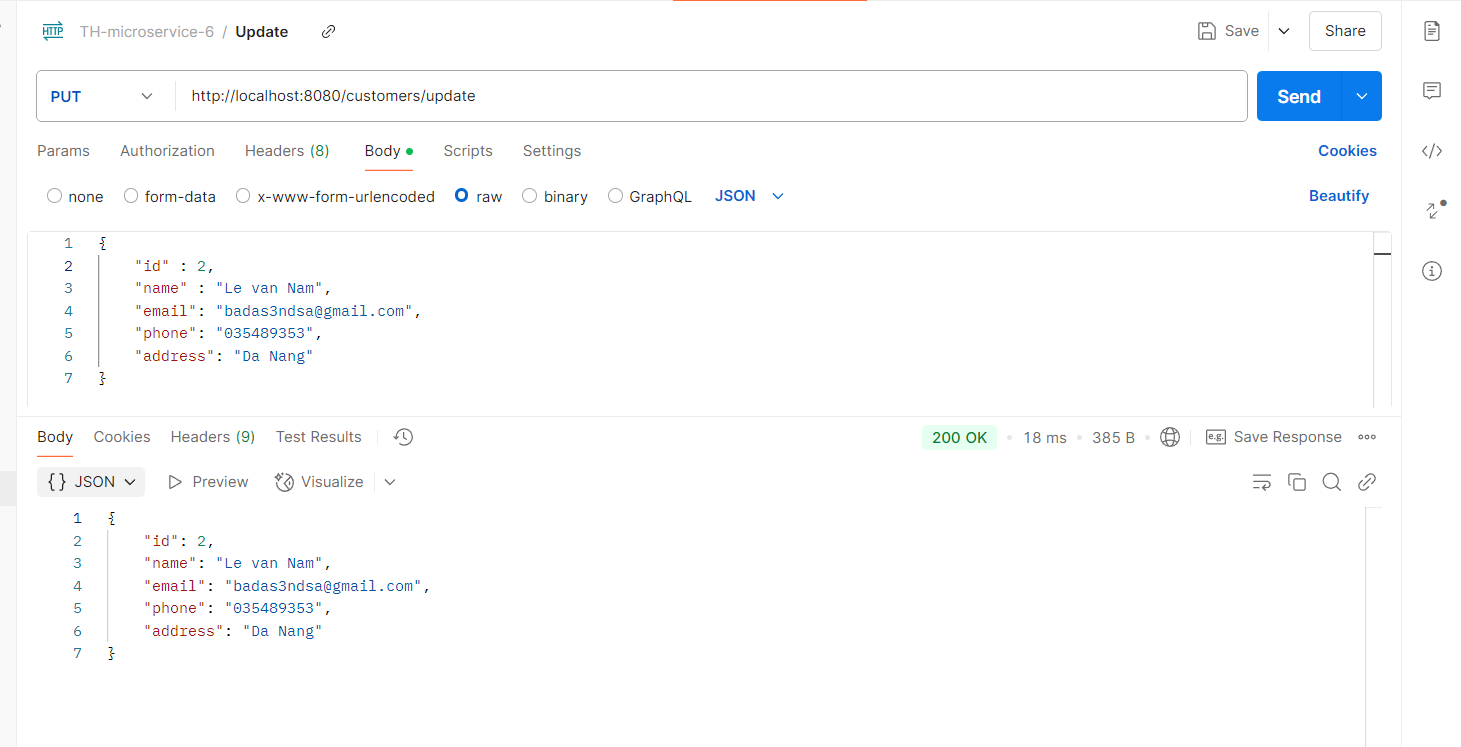 HTTP TH-microservice-6 / Update Save Share
PUT http://localhost:8080/customers/update Send
Params Authorization Headers (8) Body Scripts Settings Cookies
none form-data x-www-form-urlencoded raw binary GraphQL JSON Beautify
1 {
2 "id" : 2,
3 "name" : "Le van Nam",
4 "email": "badas3ndsa@gmail.com",
5 "phone": "035489353",
6 "address": "Da Nang"
7 }
Body Cookies Headers (9) Test Results 200 OK • 18 ms • 385 B • e.g. Save Response
{} JSON Preview Visualize
1 {
2 "id": 2,
3 "name": "Le van Nam",
4 "email": "badas3ndsa@gmail.com",
5 "phone": "035489353",
6 "address": "Da Nang"
7 }